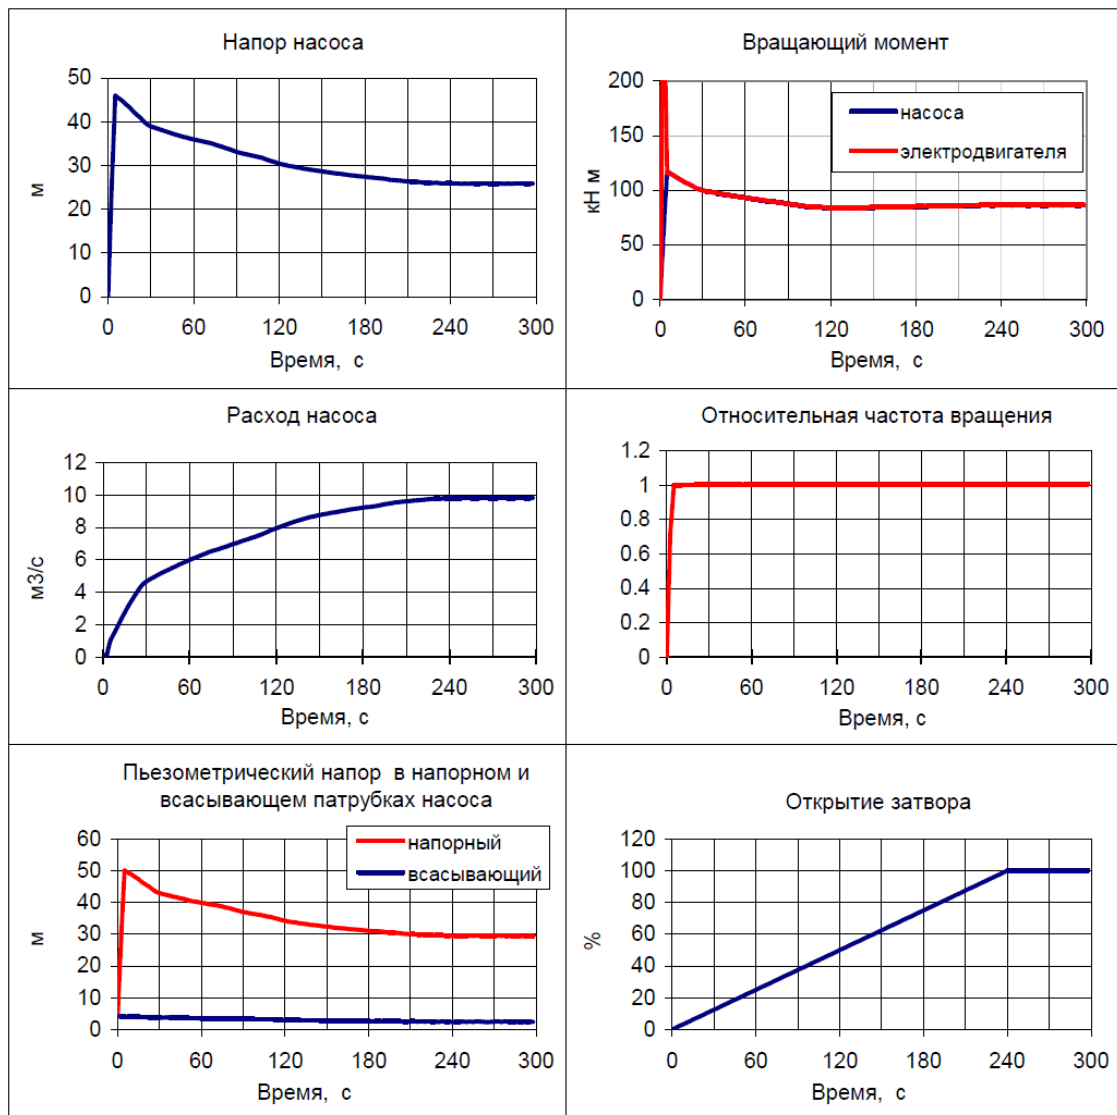 Напор насоса
50
40
30
20
10
0
м
0 60 120 180 240 300
Время, с
Вращающий момент
200
150
100
50
0
кН м
насоса
электродвигателя
0 60 120 180 240 300
Время, с
Расход насоса
12
10
8
6
4
2
0
м3/с
0 60 120 180 240 300
Время, с
Относительная частота вращения
1.2
1
0.8
0.6
0.4
0.2
0
0 60 120 180 240 300
Время, с
Пьезометрический напор в напорном и
всасывающем патрубках насоса
60
50
40
30
20
10
0
м
напорный
всасывающий
0 60 120 180 240 300
Время, с
Открытие затвора
120
100
80
60
40
20
0
%
0 60 120 180 240 300
Время, с